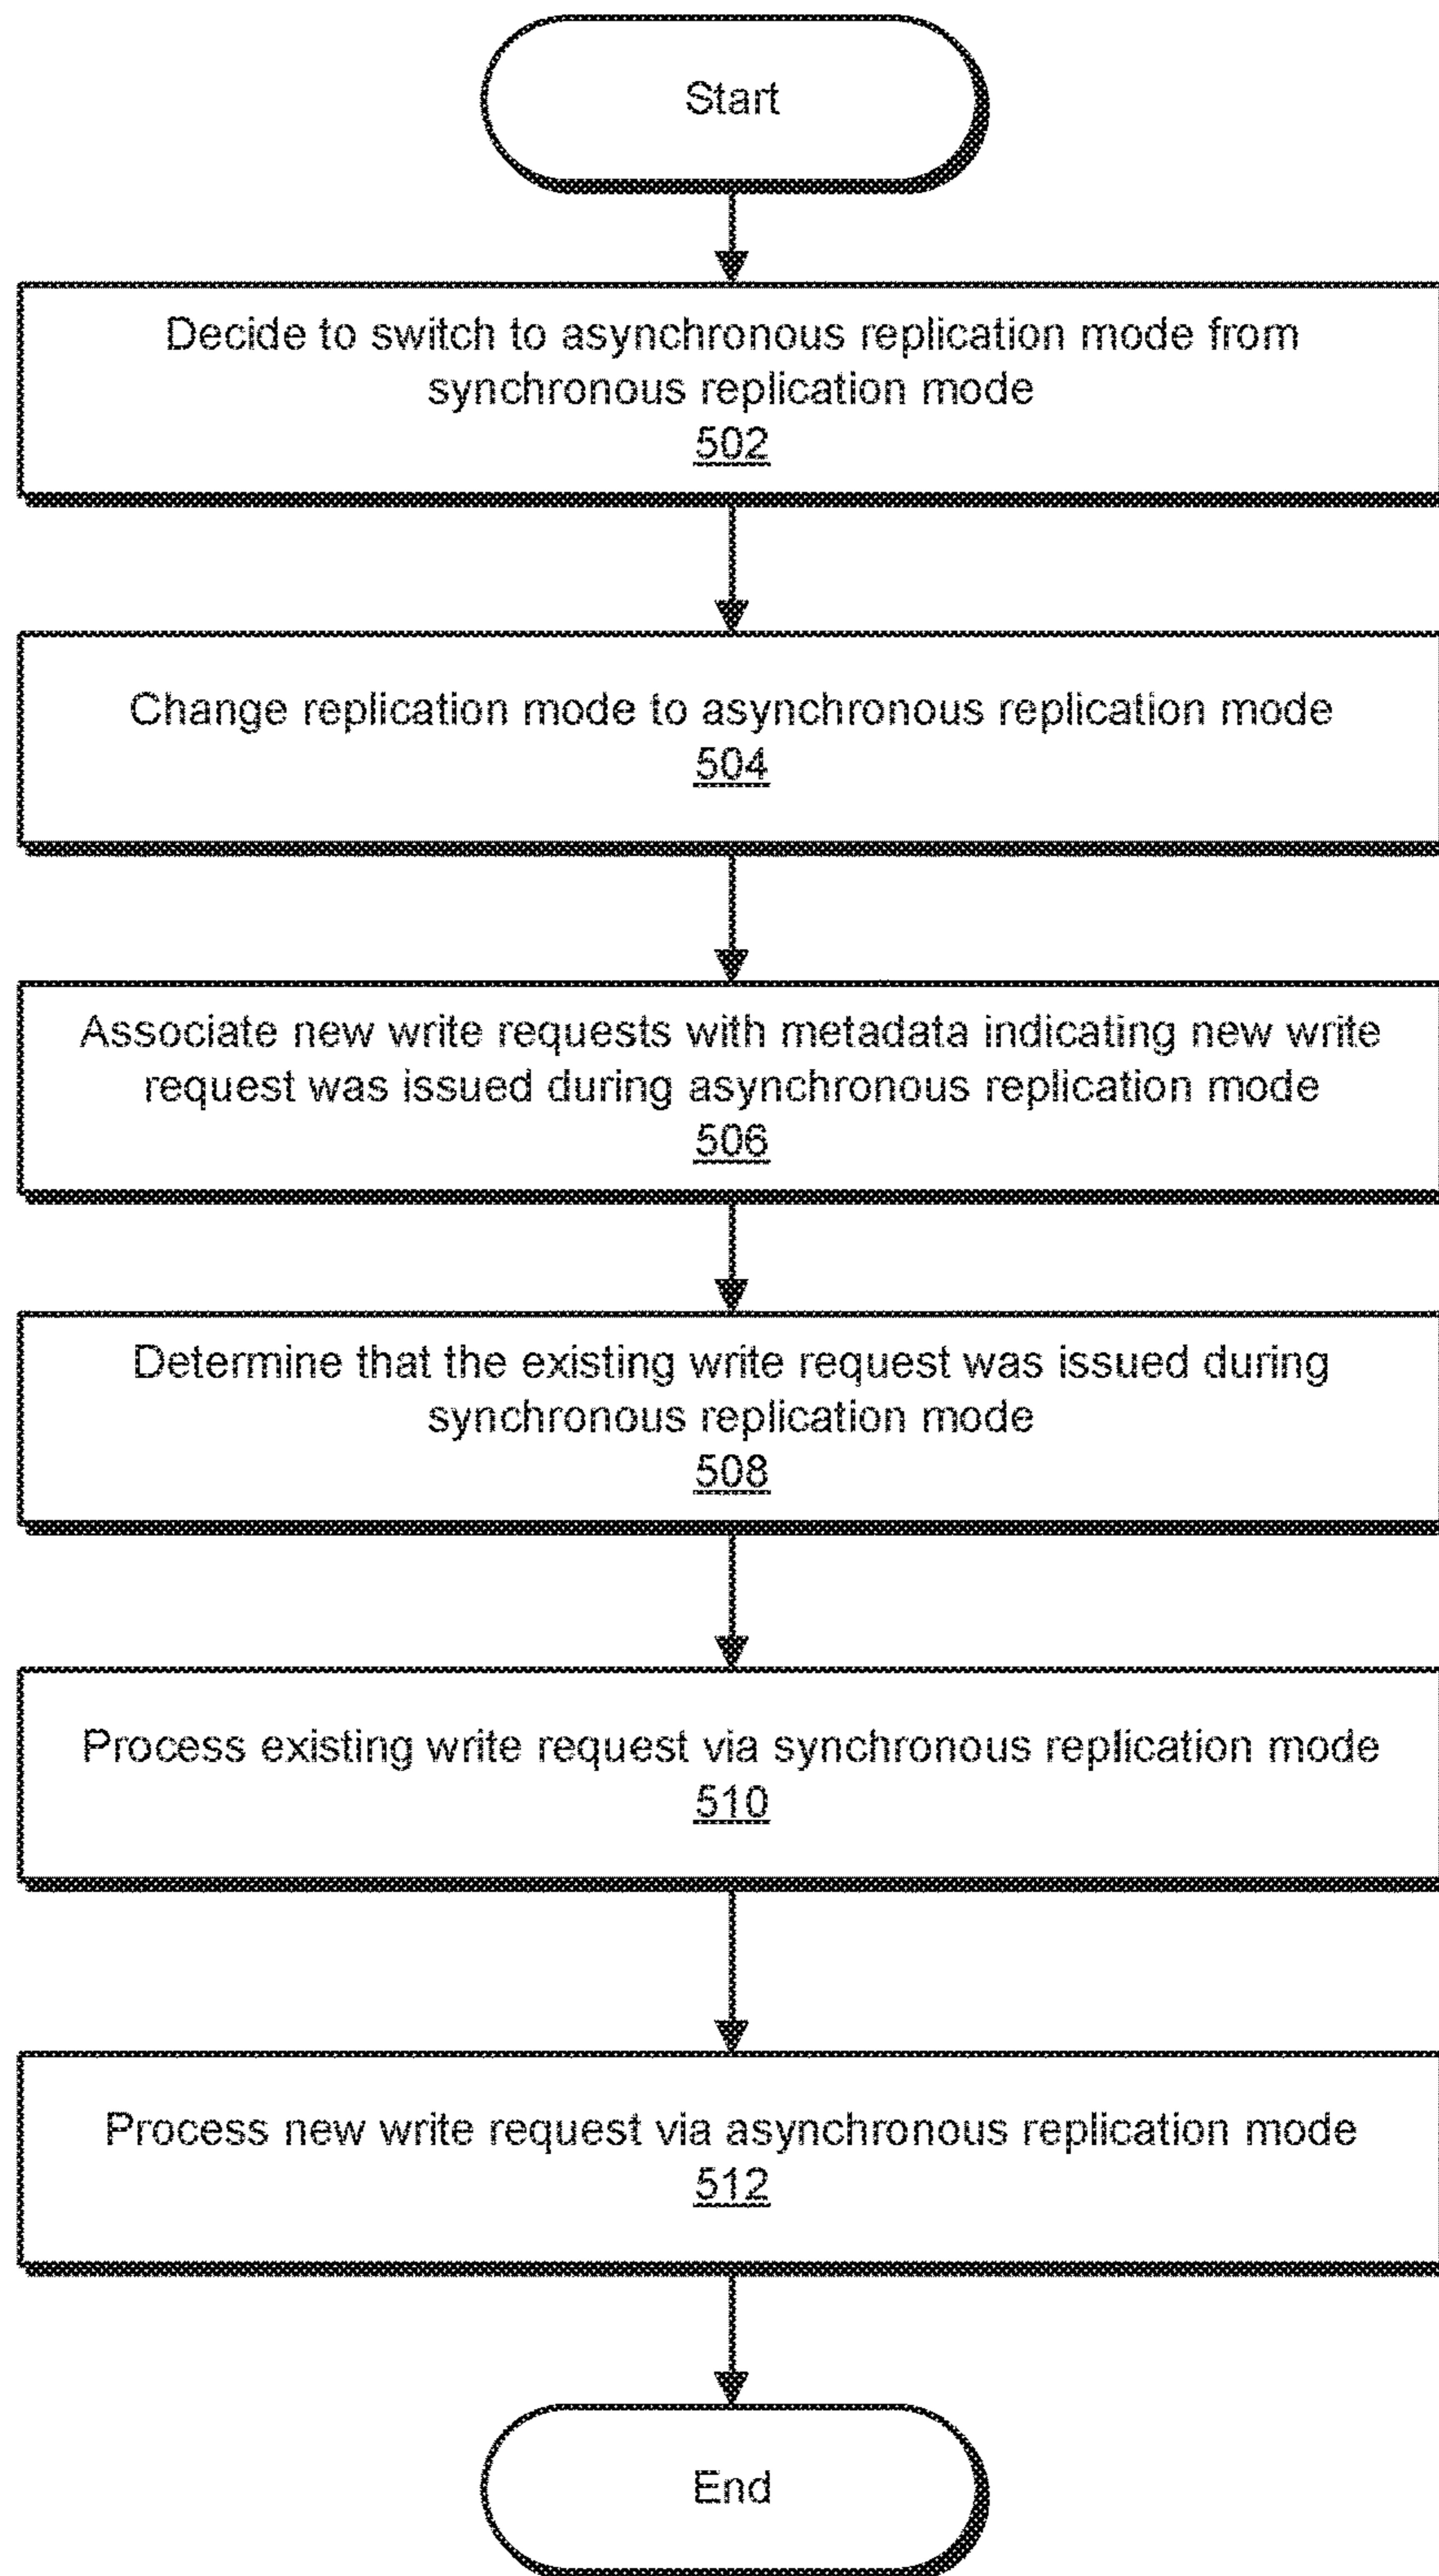 Start
Decide to switch to asynchronous replication mode from
synchronous replication mode
502
Change replication mode to asynchronous replication mode
504
Associate new write requests with metadata indicating new write
request was issued during asynchronous replication mode
506
Determine that the existing write request was issued during
synchronous replication mode
508
Process existing write request via synchronous replication mode
510
Process new write request via asynchronous replication mode
512
End